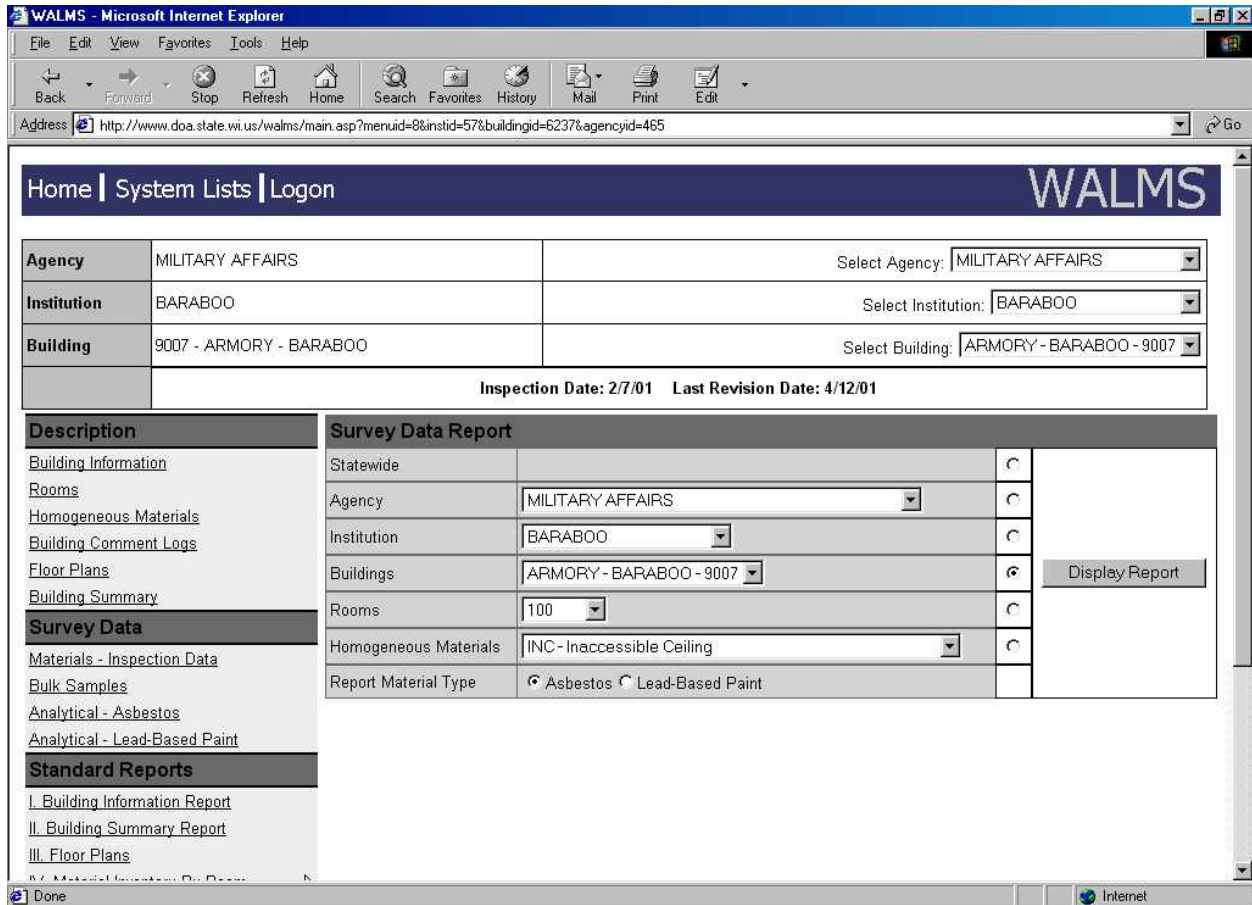 WALMS - Microsoft Internet Explorer
File Edit View Favorites Tools Help
Back Forward Stop Refresh Home Search Favorites History Mail Print Edit
Address http://www.doa.state.wi.us/walms/main.asp?menuid=8&instid=57&buildingid=6237&agencyid=465 Go
Home System Lists Logon WALMS
Agency MILITARY AFFAIRS Select Agency: MILITARY AFFAIRS
Institution BARABOO Select Institution: BARABOO
Building 9007 - ARMORY - BARABOO Select Building: ARMORY - BARABOO - 9007
Inspection Date: 2/7/01 Last Revision Date: 4/12/01
Description
Building Information
Rooms
Homogeneous Materials
Building Comment Logs
Floor Plans
Building Summary
Survey Data
Materials - Inspection Data
Bulk Samples
Analytical - Asbestos
Analytical - Lead-Based Paint
Standard Reports
I. Building Information Report
II. Building Summary Report
III. Floor Plans
IV. Material Inventory By Room
Survey Data Report
Statewide
Agency MILITARY AFFAIRS
Institution BARABOO
Buildings ARMORY - BARABOO - 9007
Rooms 100
Homogeneous Materials INC - Inaccessible Ceiling
Report Material Type Asbestos Lead-Based Paint
Display Report
Done Internet